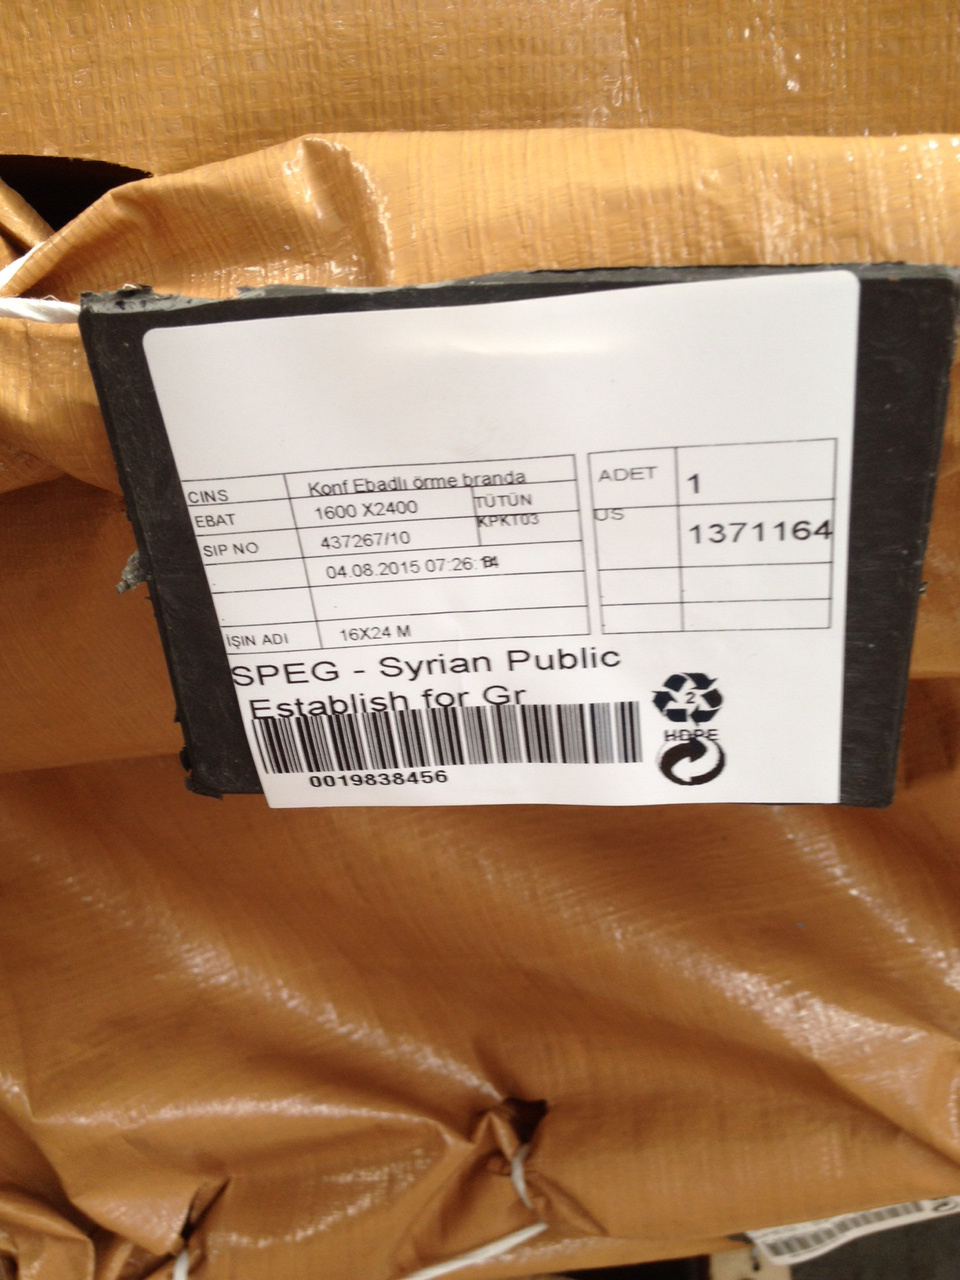 CINS Konf Ebadlı örme branda
EBAT 1600 X2400 TÜTÜN
SIP NO 437267/10 KPKT03
04.08.2015 07:26:
İŞIN ADI 16X24 M
ADET 1
US 1371164
SPEG - Syrian Public
Establish for Gr
0019838456
2
HDPE